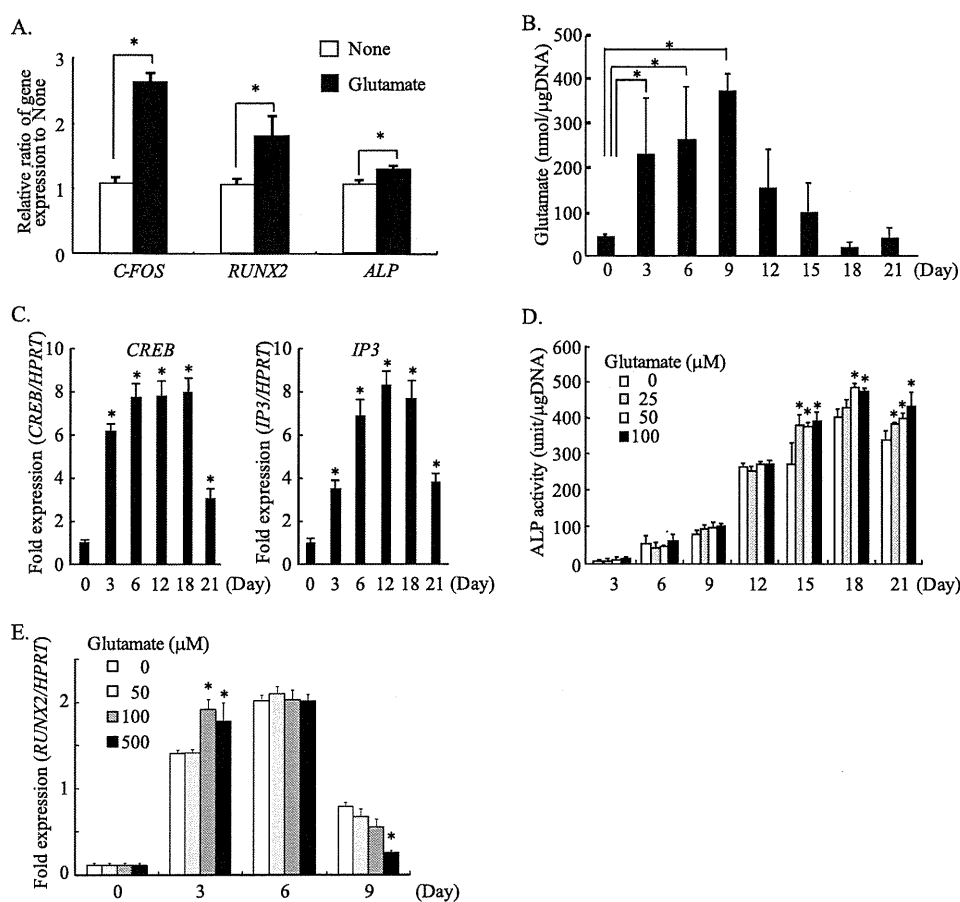 A.
Relative ratio of gene
expression to None
3
2
1
0
*
*
*
None
Glutamate
C-FOS RUNX2 ALP
B.
Glutamate (nmol/μgDNA)
500
400
300
200
100
0
*
*
*
0 3 6 9 12 15 18 21 (Day)
C.
Fold expression (CREB/HPRT)
CREB
10
8
6
4
2
0
* * * * *
*
0 3 6 12 18 21 (Day)
Fold expression (IP3/HPRT)
IP3
10
8
6
4
2
0
* * * * *
0 3 6 12 18 21 (Day)
D.
ALP activity (unit/μgDNA)
600
500
400
300
200
100
0
Glutamate (μM)
0
25
50
100
*** ** ***
3 6 9 12 15 18 21 (Day)
E.
Fold expression (RUNX2/HPRT)
Glutamate (μM)
0
50
100
500
2
1
0
* *
*
0 3 6 9 (Day)